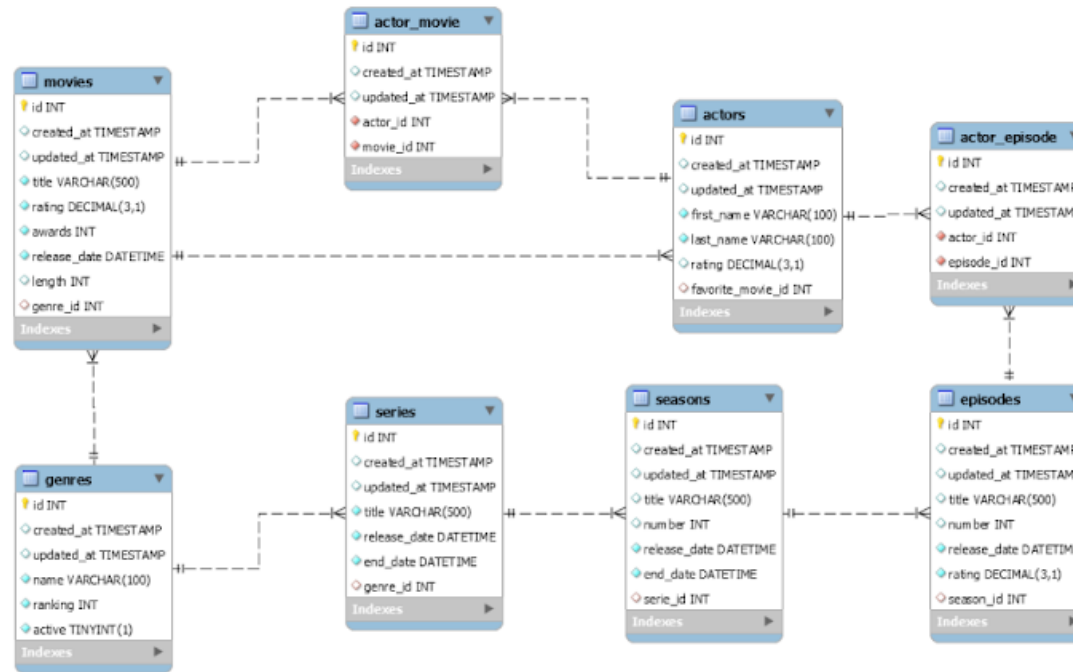 actor_movie
id INT
created_at TIMESTAMP
updated_at TIMESTAMP
actor_id INT
movie_id INT
Indexes
movies
id INT
created_at TIMESTAMP
updated_at TIMESTAMP
title VARCHAR(500)
rating DECIMAL(3,1)
awards INT
release_date DATETIME
length INT
genre_id INT
Indexes
actors
id INT
created_at TIMESTAMP
updated_at TIMESTAMP
first_name VARCHAR(100)
last_name VARCHAR(100)
rating DECIMAL(3,1)
favorite_movie_id INT
Indexes
actor_episode
id INT
created_at TIMESTAMP
updated_at TIMESTAM
actor_id INT
episode_id INT
Indexes
genres
id INT
created_at TIMESTAMP
updated_at TIMESTAMP
name VARCHAR(100)
ranking INT
active TINYINT(1)
Indexes
series
id INT
created_at TIMESTAMP
updated_at TIMESTAMP
title VARCHAR(500)
release_date DATETIME
end_date DATETIME
genre_id INT
Indexes
seasons
id INT
created_at TIMESTAMP
updated_at TIMESTAMP
title VARCHAR(500)
number INT
release_date DATETIME
end_date DATETIME
serie_id INT
Indexes
episodes
id INT
created_at TIMESTAMP
updated_at TIMESTAM
title VARCHAR(500)
number INT
release_date DATETIM
rating DECIMAL(3,1)
season_id INT
Indexes